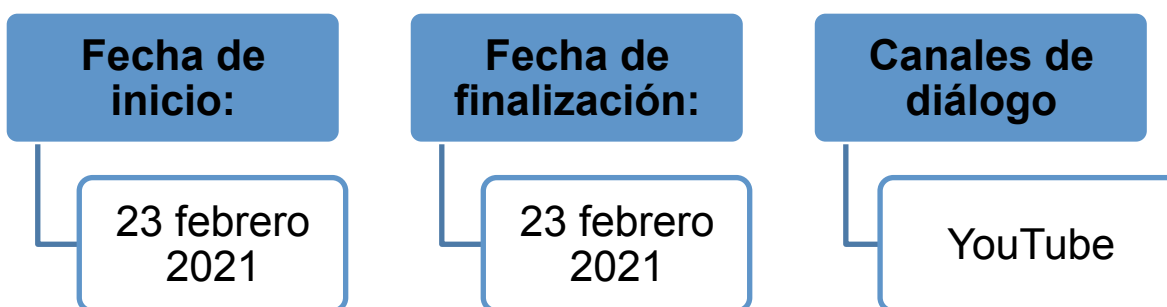 Fecha de
inicio:
23 febrero
2021
Fecha de
finalización:
23 febrero
2021
Canales de
diálogo
YouTube